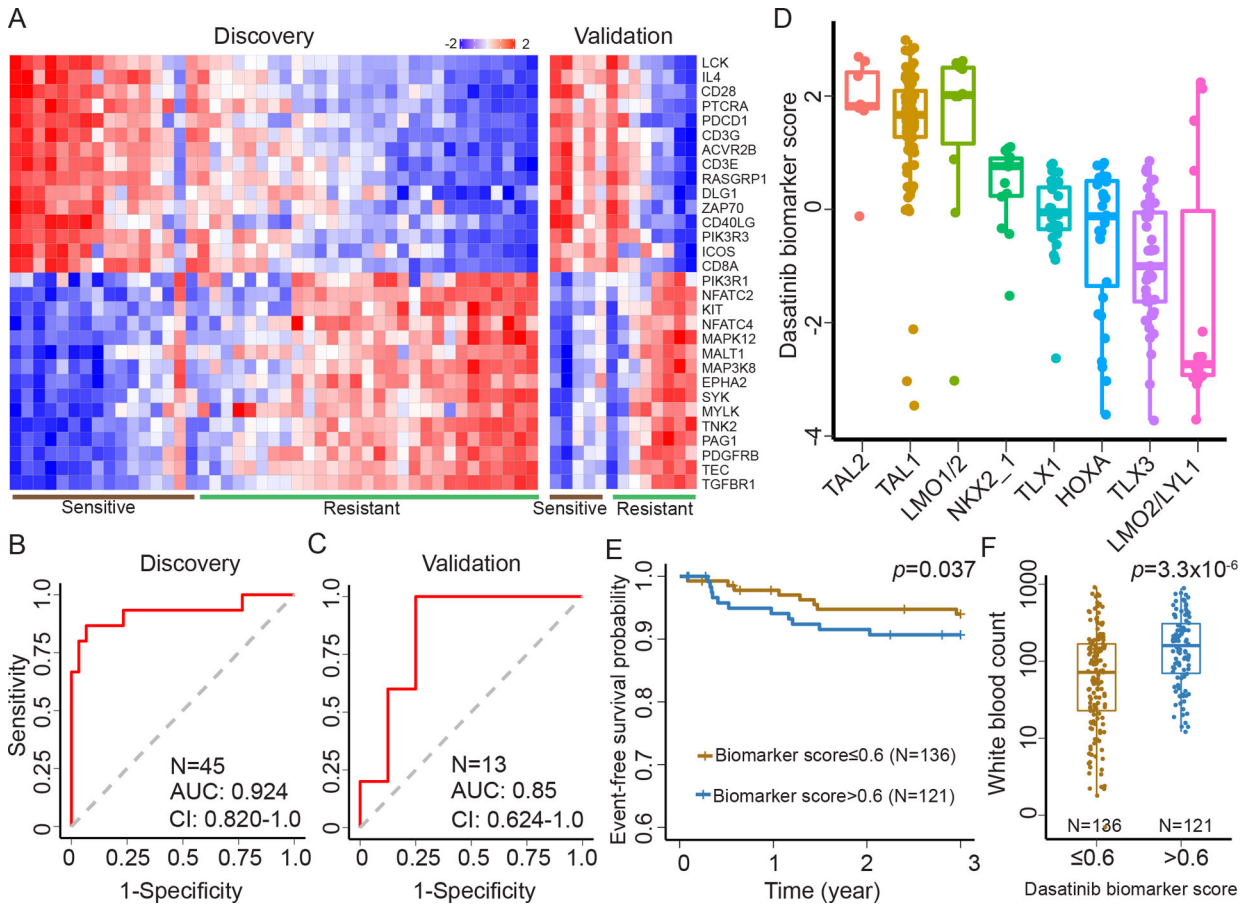 A
Discovery
-2
2
Validation
LCK
IL4
CD28
PTCRA
PDCD1
CD3G
ACVR2B
CD3E
RASGRP1
DLG1
ZAP70
CD40LG
PIK3R3
ICOS
CD8A
PIK3R1
NFATC2
KIT
NFATC4
MAPK12
MALT1
MAP3K8
EPHA2
SYK
MYLK
TNK2
PAG1
PDGFRB
TEC
TGFBR1
Sensitive
Resistant
Sensitive
Resistant
D
Dasatinib biomarker score
2
0
-2
-4
TAL2
TAL1
LMO1/2
NKX2_1
TLX1
HOXA
TLX3
LMO2/LYL1
B
Discovery
Sensitivity
1.0
0.75
0.5
0.25
0
N=45
AUC: 0.924
CI: 0.820-1.0
0
0.25
0.5
0.75
1.0
1-Specificity
C
Validation
1.0
0.75
0.5
0.25
0
N=13
AUC: 0.85
CI: 0.624-1.0
0
0.25
0.5
0.75
1.0
1-Specificity
E
p=0.037
Event-free survival probability
1.0
0.9
0.8
0.7
0.6
Biomarker score≤0.6 (N=136)
Biomarker score>0.6 (N=121)
0
1
2
3
Time (year)
F
p=3.3x10-6
White blood count
1000
100
10
0
N=136
N=121
≤0.6
>0.6
Dasatinib biomarker score